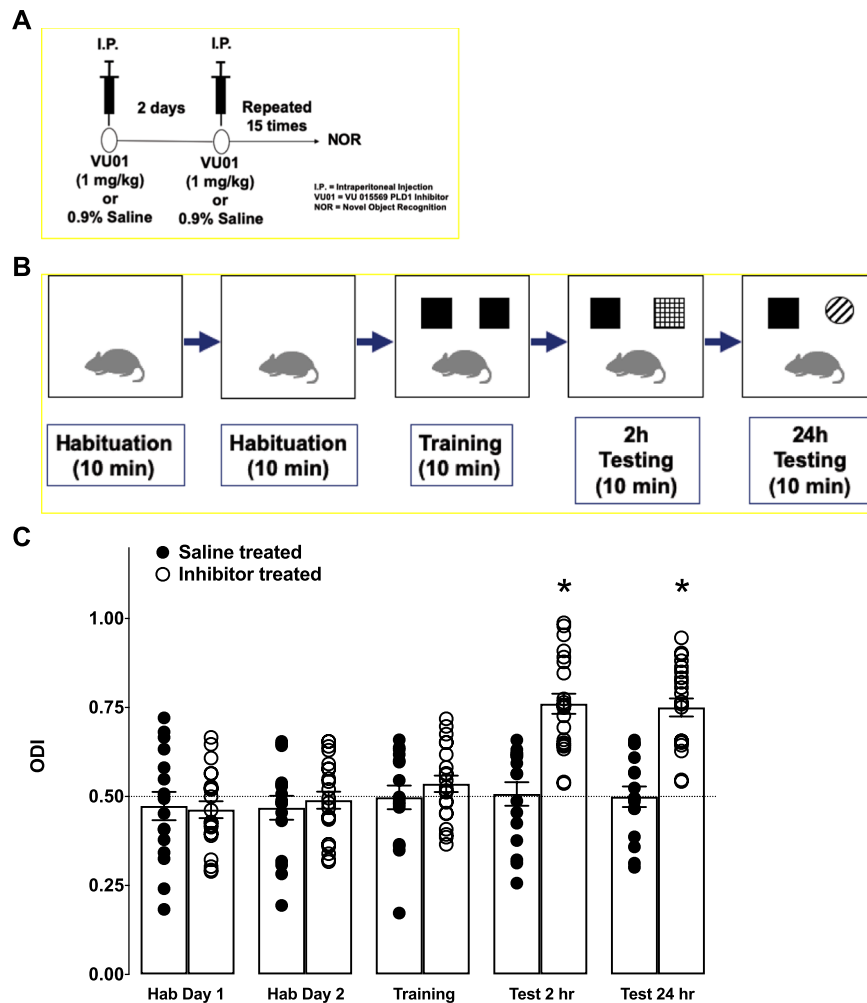 A
I.P.
I.P.
2 days
Repeated
15 times
NOR
VU01
(1 mg/kg)
or
0.9% Saline
VU01
(1 mg/kg)
or
0.9% Saline
I.P. = Intraperitoneal Injection
VU01 = VU 015569 PLD1 Inhibitor
NOR = Novel Object Recognition
B
Habituation
(10 min)
Habituation
(10 min)
Training
(10 min)
2h
Testing
(10 min)
24h
Testing
(10 min)
C
Saline treated
Inhibitor treated
* *
1.00
0.75
0.50
0.25
0.00
ODI
Hab Day 1
Hab Day 2
Training
Test 2 hr
Test 24 hr